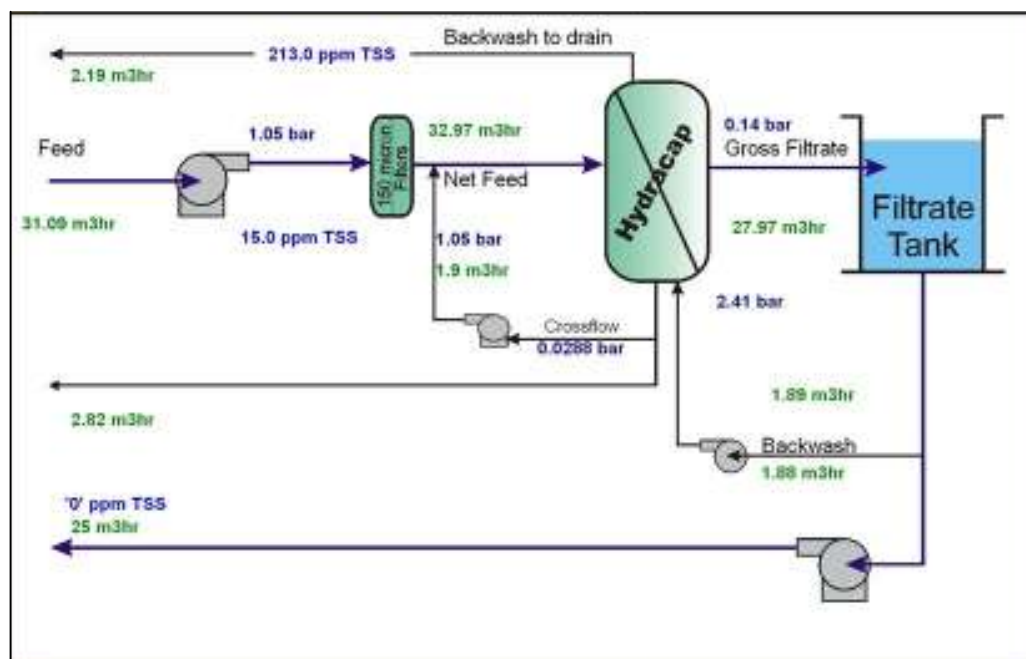 Backwash to drain
213.0 ppm TSS
2.19 m3hr
1.05 bar
32.97 m3hr
0.14 bar
Feed
150 micron
Filters
Gross Filtrate
Net Feed
Hydracap
Filtrate
Tank
31.09 m3hr
15.0 ppm TSS
27.97 m3hr
1.05 bar
1.9 m3hr
2.41 bar
Crossflow
0.0288 bar
2.82 m3hr
1.89 m3hr
Backwash
1.88 m3hr
'0' ppm TSS
25 m3hr